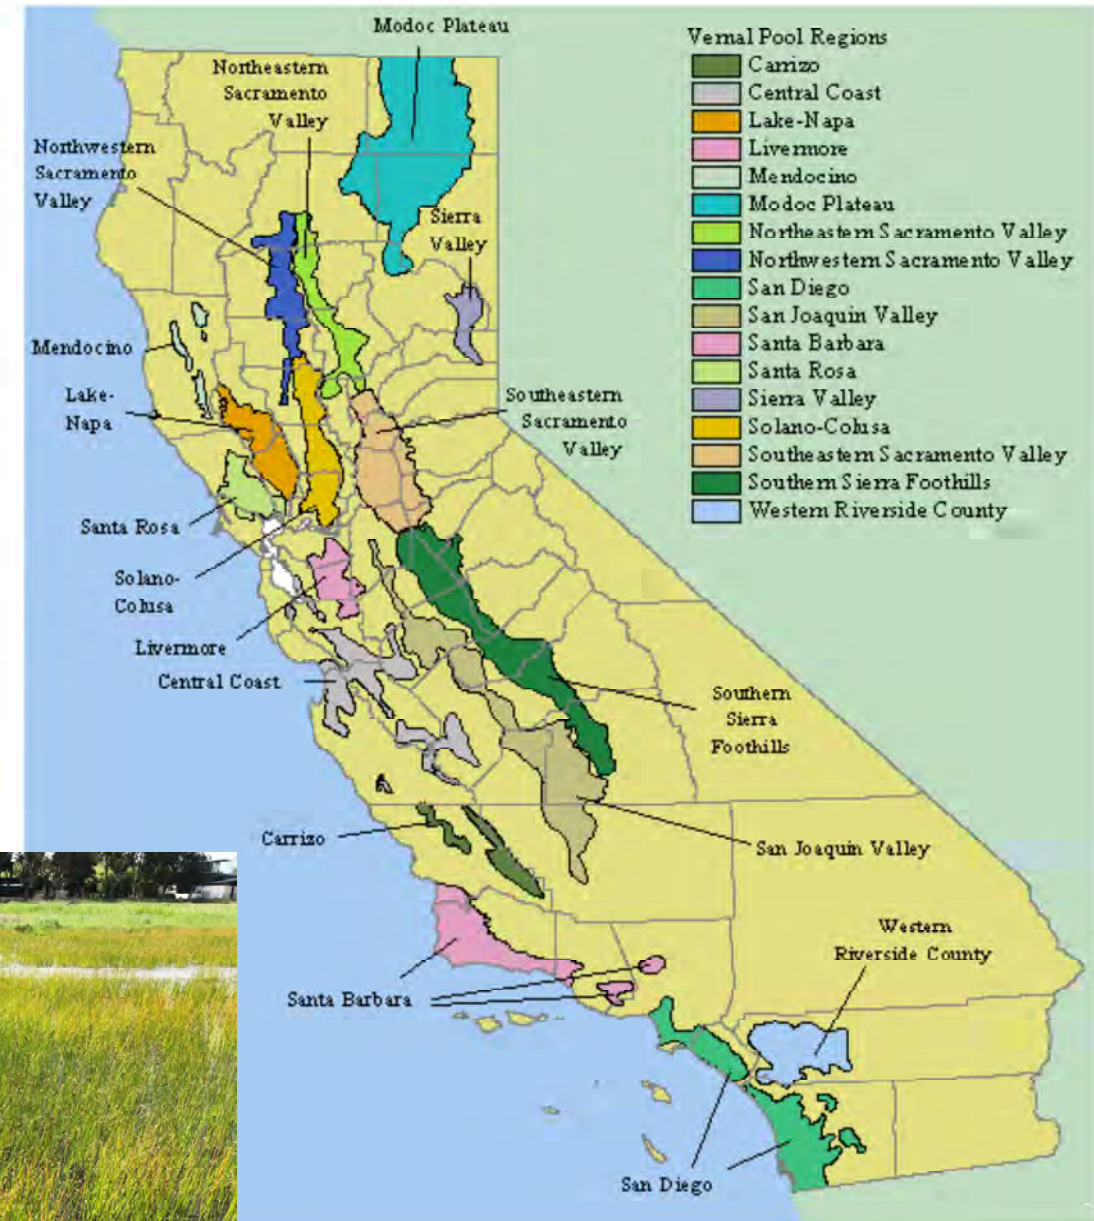 Modoc Plateau
Northeastern
Sacramento
Valley
Northwestern
Sacramento
Valley
Sierra
Valley
Mendocino
Lake-
Napa
Southeastern
Sacramento
Valley
Santa Rosa
Solano-
Colusa
Livermore
Central Coast
Southern
Sierra
Foothills
Carrizo
San Joaquin Valley
Western
Riverside County
Santa Barbara
San Diego
Vernal Pool Regions
Carrizo
Central Coast
Lake-Napa
Livermore
Mendocino
Modoc Plateau
Northeastern Sacramento Valley
Northwestern Sacramento Valley
San Diego
San Joaquin Valley
Santa Barbara
Santa Rosa
Sierra Valley
Solano-Colusa
Southeastern Sacramento Valley
Southern Sierra Foothills
Western Riverside County